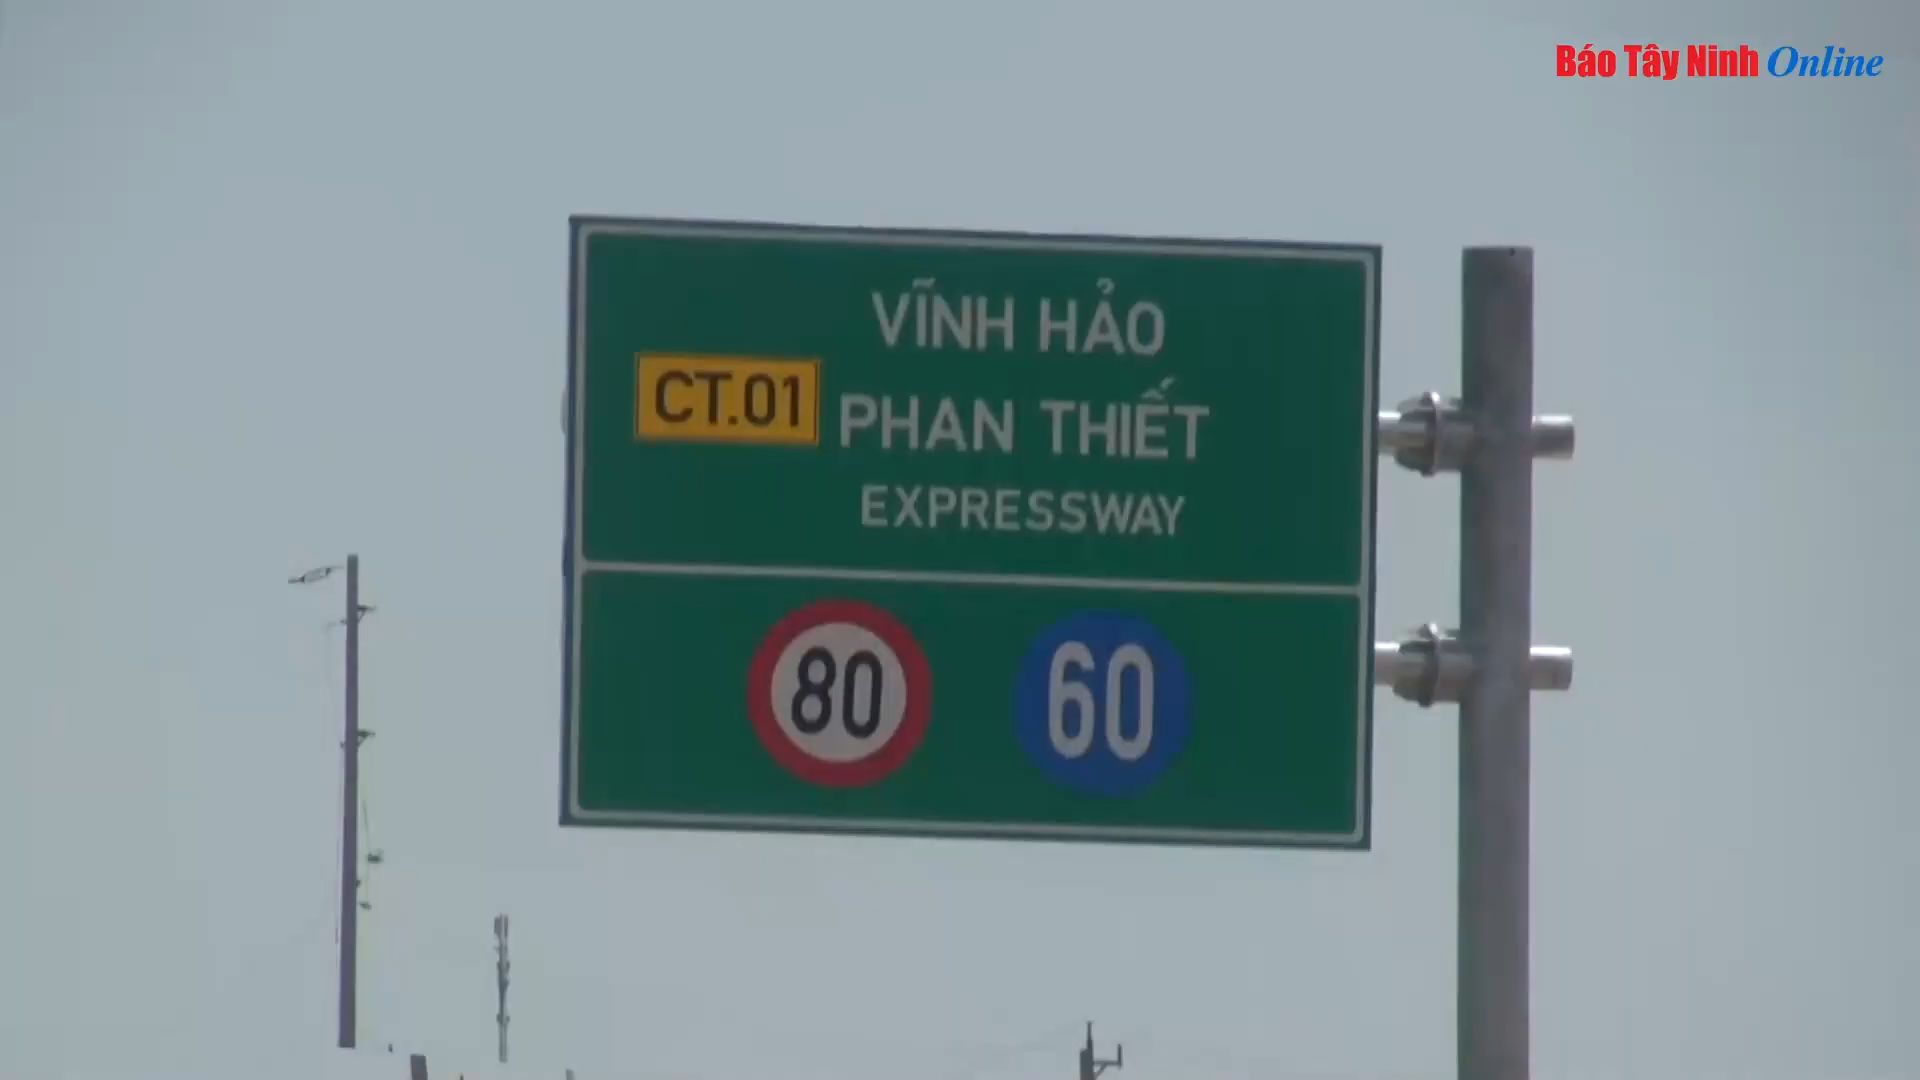 Báo Tây Ninh Online
VĨNH HẢO
CT.01
PHAN THIẾT
EXPRESSWAY
80
60